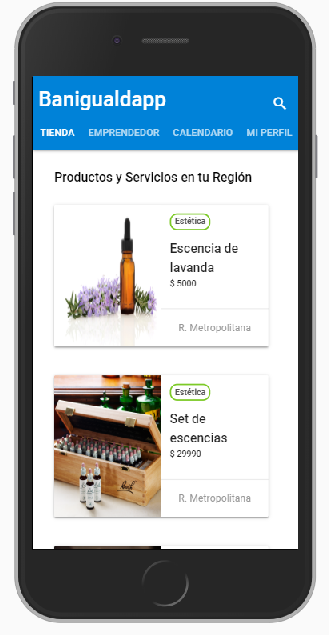 Banigualdapp
TIENDA EMPRENDEDOR CALENDARIO MI PERFIL
Productos y Servicios en tu Región
Estética
Escencia de
lavanda
$ 5000
R. Metropolitana
Estética
Set de
escencias
$ 29990
R. Metropolitana